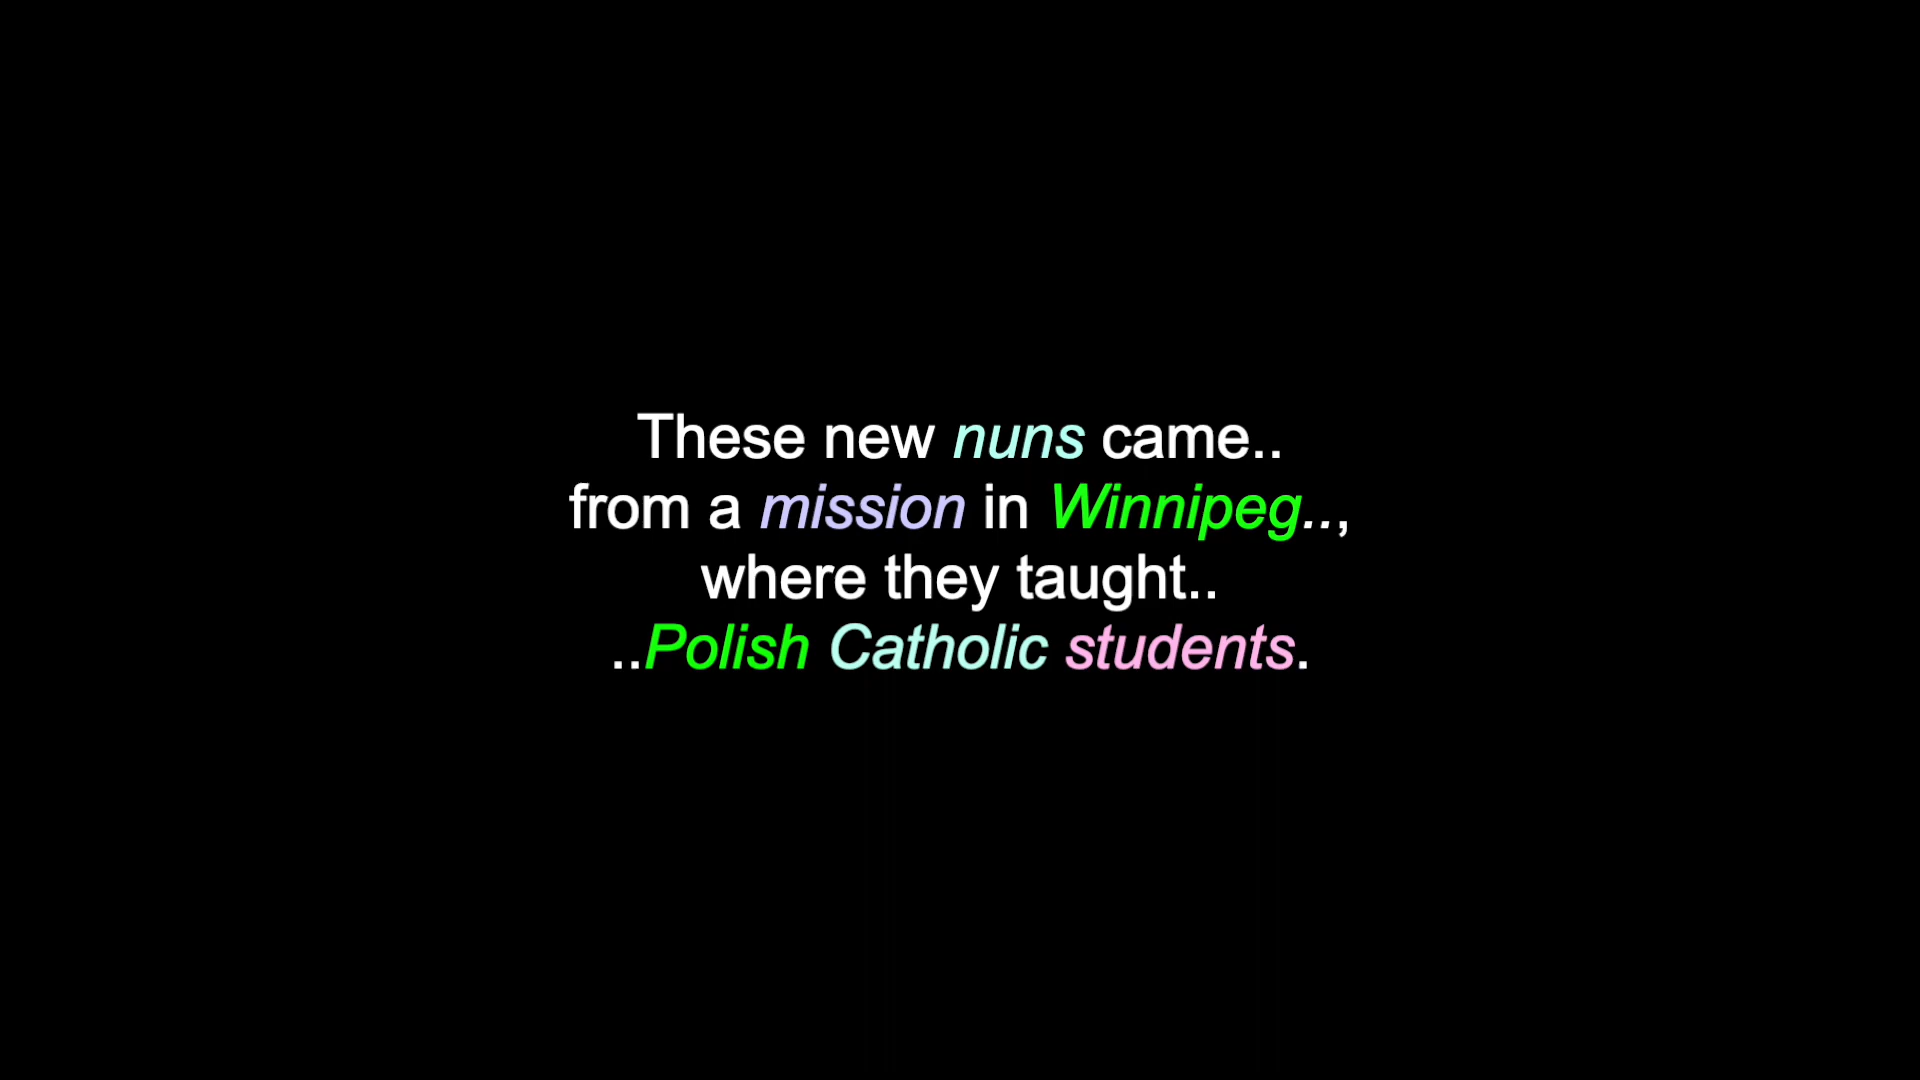 These new nuns came..
from a mission in Winnipeg..,
where they taught..
..Polish Catholic students.